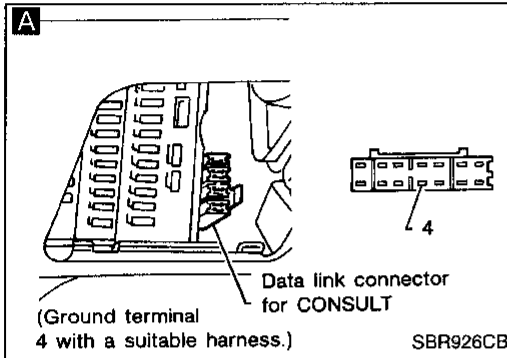 A
4
Data link connector
for CONSULT
(Ground terminal
4 with a suitable harness.)
SBR926CB